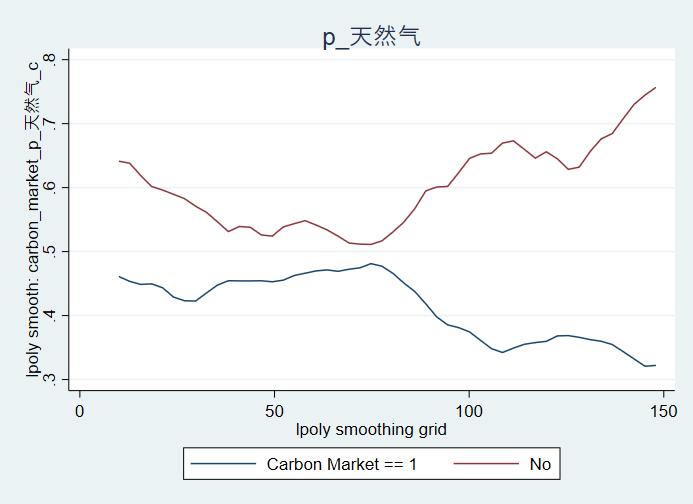 p_天然气
lpoly smooth: carbon_market_p_天然气_c
.8
.7
.6
.5
.4
.3
0 50 100 150
lpoly smoothing grid
Carbon Market == 1 No